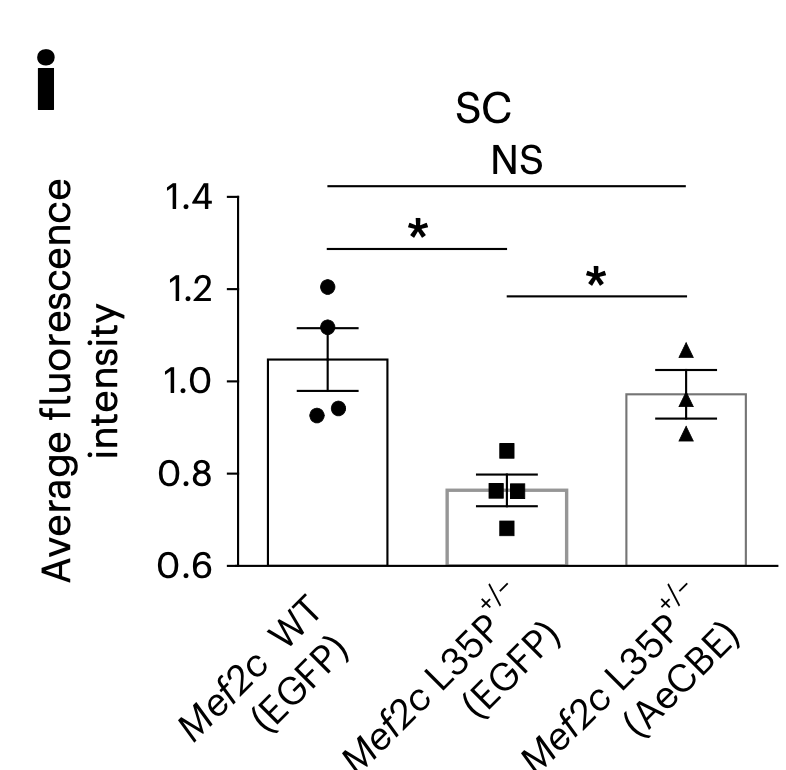 i
SC
NS
*
*
Average fluorescence
intensity
1.4
1.2
1.0
0.8
0.6
Mef2c WT
(EGFP)
Mef2c L35P+/−
(EGFP)
Mef2c L35P+/−
(AeCBE)